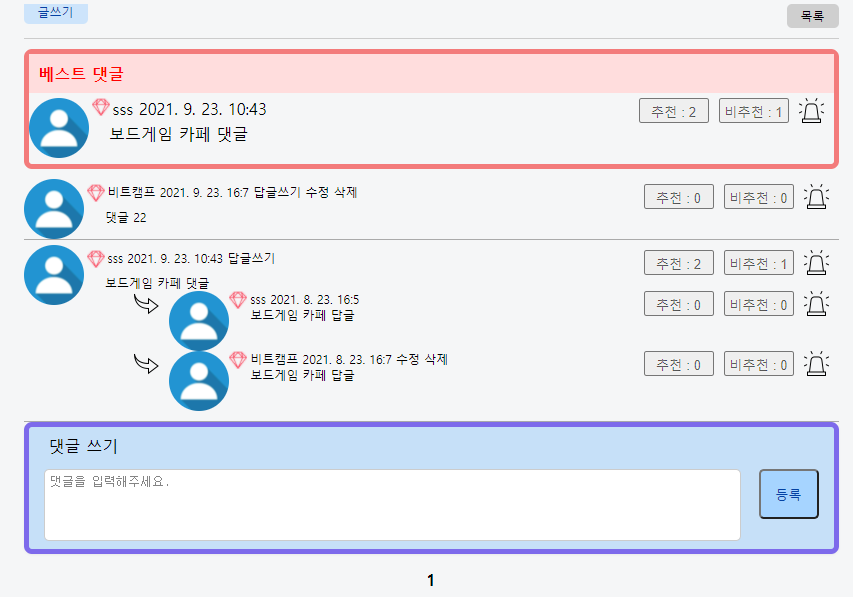 글쓰기
목록
베스트 댓글
sss 2021. 9. 23. 10:43
추천 : 2
비추천 : 1
보드게임 카페 댓글
비트캠프 2021. 9. 23. 16:7 답글쓰기 수정 삭제
추천 : 0
비추천 : 0
댓글 22
sss 2021. 9. 23. 10:43 답글쓰기
추천 : 2
비추천 : 1
보드게임 카페 댓글
sss 2021. 8. 23. 16:5
추천 : 0
비추천 : 0
보드게임 카페 답글
비트캠프 2021. 8. 23. 16:7 수정 삭제
추천 : 0
비추천 : 0
보드게임 카페 답글
댓글 쓰기
댓글을 입력해주세요.
등록
1